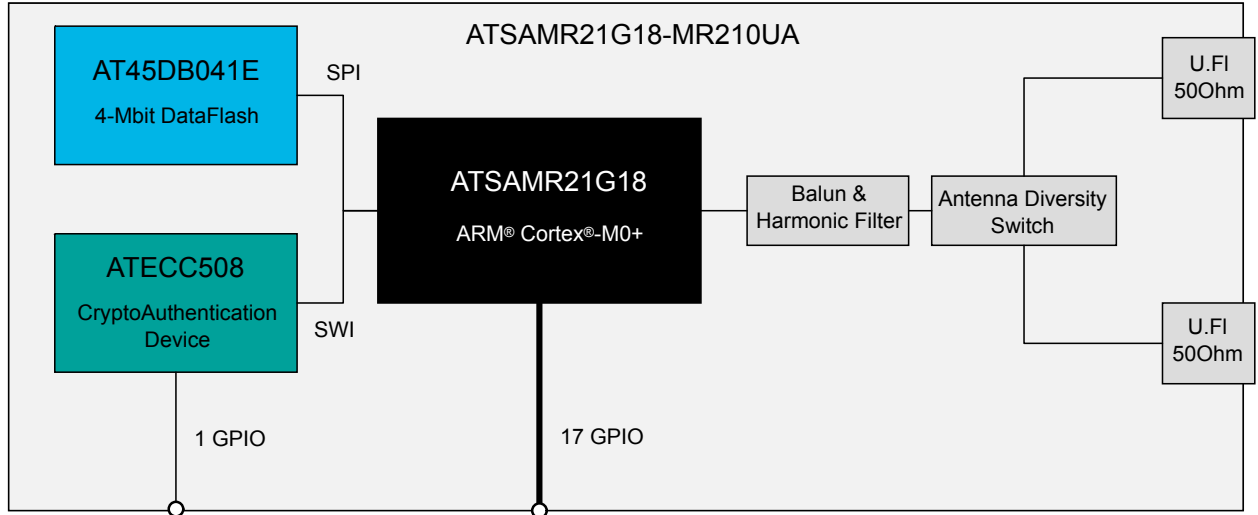 ATSAMR21G18-MR210UA
AT45DB041E
4-Mbit DataFlash
SPI
U.Fl
50Ohm
ATSAMR21G18
ARM® Cortex®-M0+
Balun &
Harmonic Filter
Antenna Diversity
Switch
ATECC508
CryptoAuthentication
Device
SWI
U.Fl
50Ohm
1 GPIO
17 GPIO